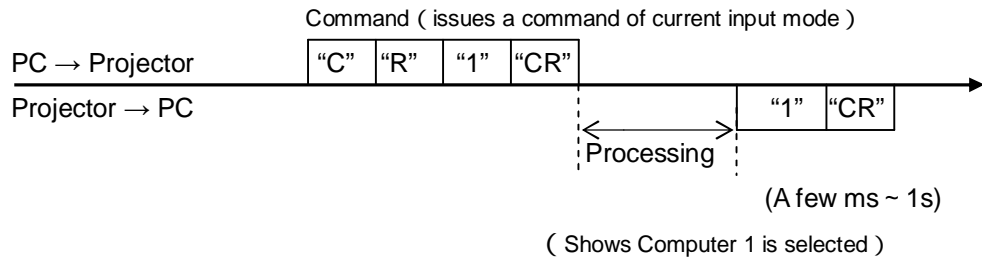 Command ( issues a command of current input mode )
PC → Projector “C” “R” “1” “CR”
Projector → PC “1” “CR”
Processing
(A few ms ~ 1s)
( Shows Computer 1 is selected )